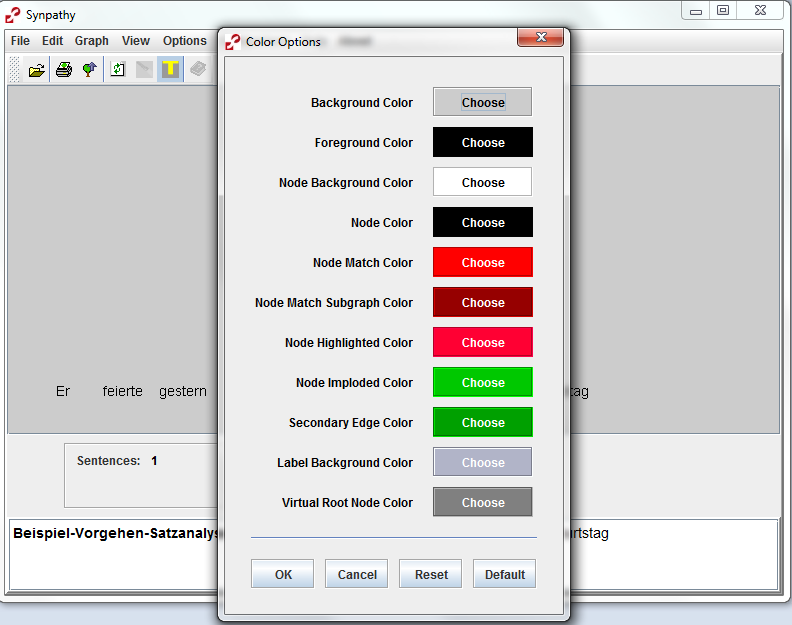 Synpathy
File Edit Graph View Options
Color Options
Background Color Choose
Foreground Color Choose
Node Background Color Choose
Node Color Choose
Node Match Color Choose
Node Match Subgraph Color Choose
Node Highlighted Color Choose
Node Imploded Color Choose
Secondary Edge Color Choose
Label Background Color Choose
Virtual Root Node Color Choose
OK Cancel Reset Default
Er feierte gestern tag
Sentences: 1
Beispiel-Vorgehen-Satzanalys rtstag